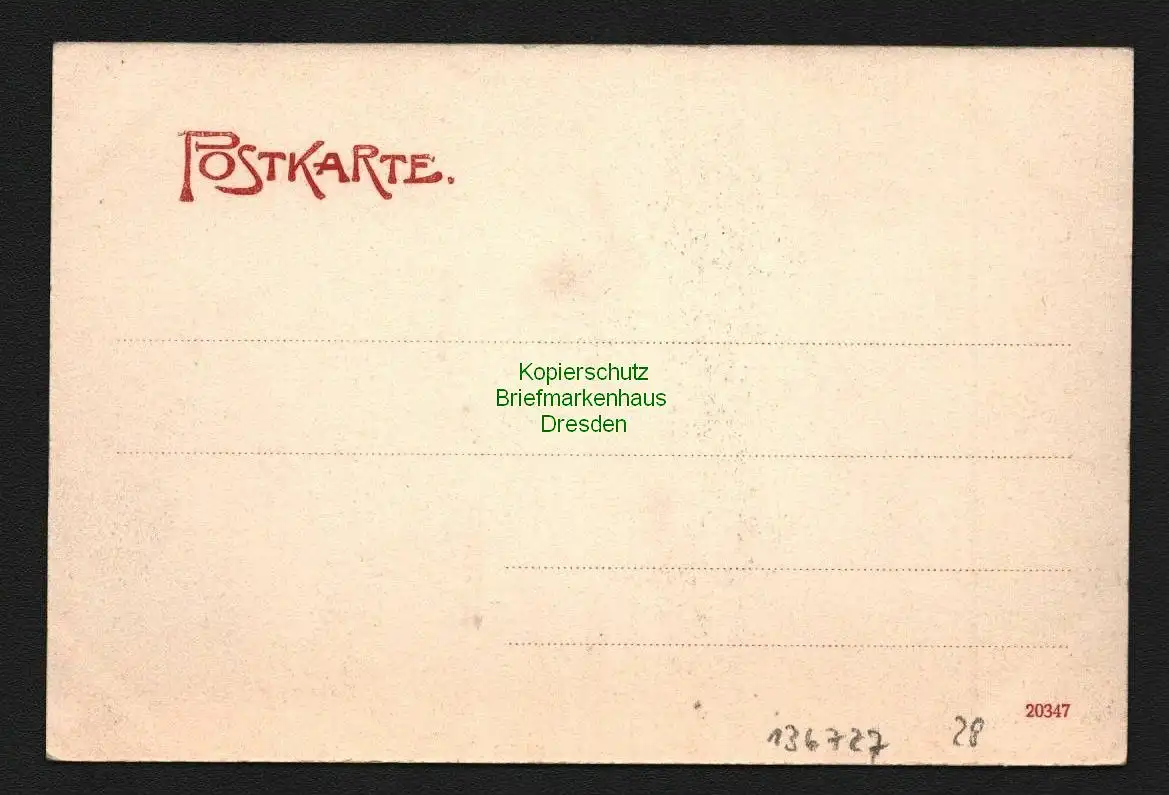 POSTKARTE.
Kopierschutz
Briefmarkenhaus
Dresden
20347
136727 28